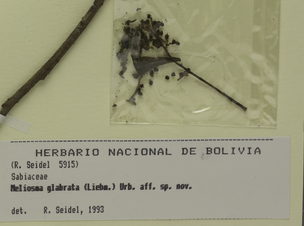 HERBARIO NACIONAL DE BOLIVIA
(R. Seidel 5915)
Sabiaceae
Meliosma glabrata (Liebm.) Urb. aff. sp. nov.
det. R. Seidel, 1993